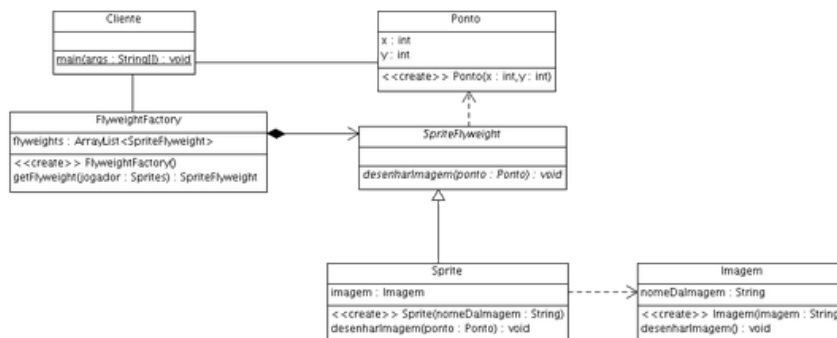 Cliente
main(args : String[]) : void
Ponto
x : int
y : int
<<create>> Ponto(x : int,y : int)
FlyweightFactory
flyweights : ArrayList<SpriteFlyweight>
<<create>> FlyweightFactory()
getFlyweight(jogador : Sprites) : SpriteFlyweight
SpriteFlyweight
desenharImagem(ponto : Ponto) : void
Sprite
imagem : Imagem
<<create>> Sprite(nomeDaImagem : String)
desenharImagem(ponto : Ponto) : void
Imagem
nomeDaImagem : String
<<create>> Imagem(imagem : String
desenharImagem() : void